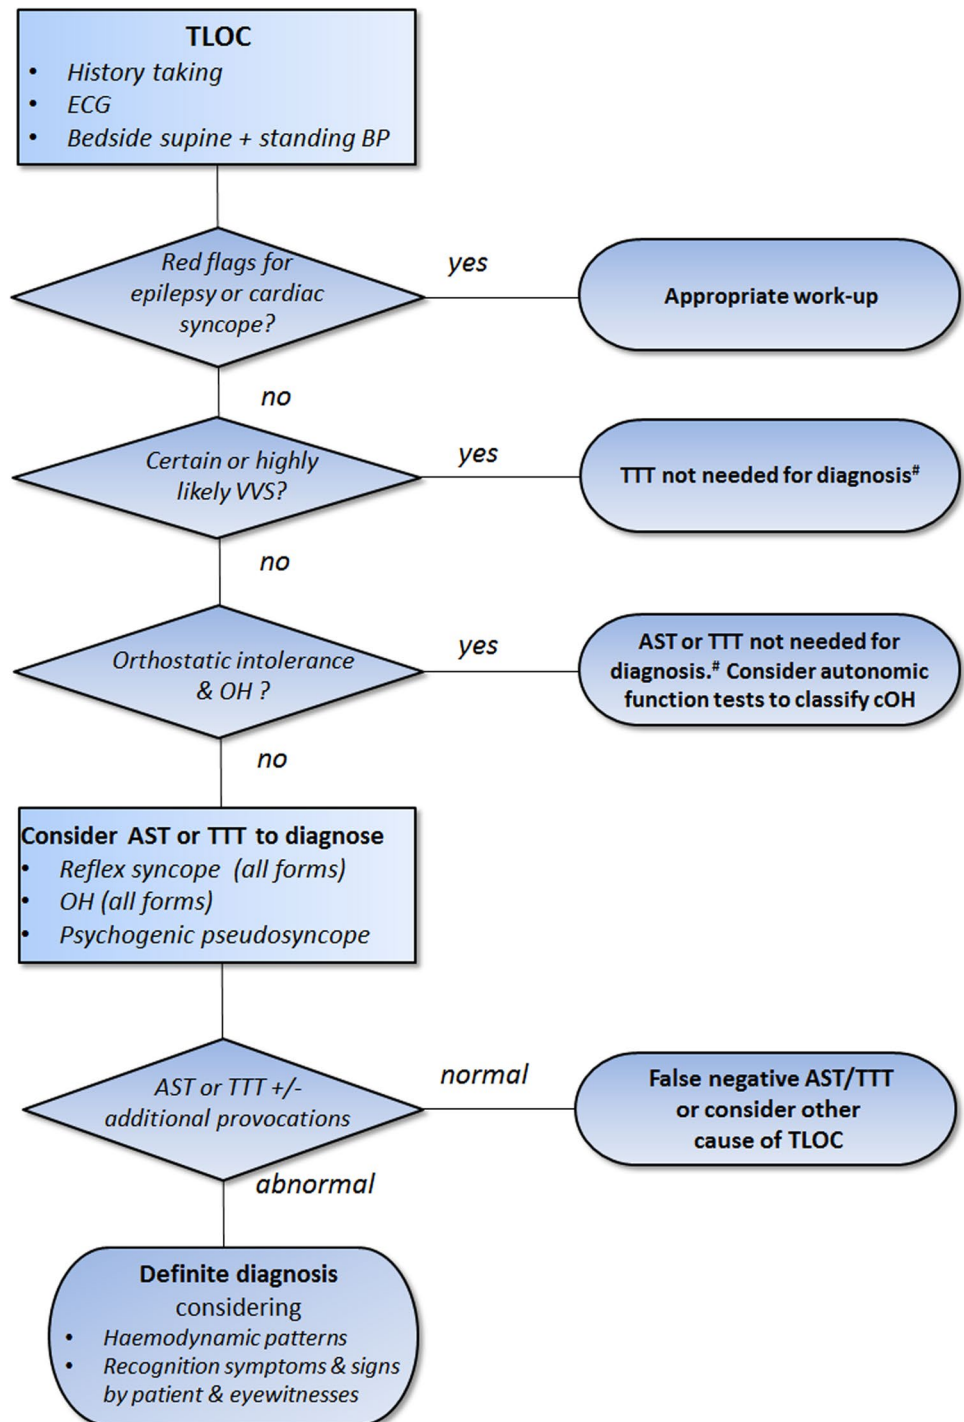 TLOC
• History taking
• ECG
• Bedside supine + standing BP
Red flags for
epilepsy or cardiac
syncope?
yes
Appropriate work-up
no
Certain or highly
likely VVS?
yes
TTT not needed for diagnosis#
no
Orthostatic intolerance
& OH ?
yes
AST or TTT not needed for
diagnosis.# Consider autonomic
function tests to classify cOH
no
Consider AST or TTT to diagnose
• Reflex syncope (all forms)
• OH (all forms)
• Psychogenic pseudosyncope
AST or TTT +/-
additional provocations
normal
False negative AST/TTT
or consider other
cause of TLOC
abnormal
Definite diagnosis
considering
• Haemodynamic patterns
• Recognition symptoms & signs
by patient & eyewitnesses